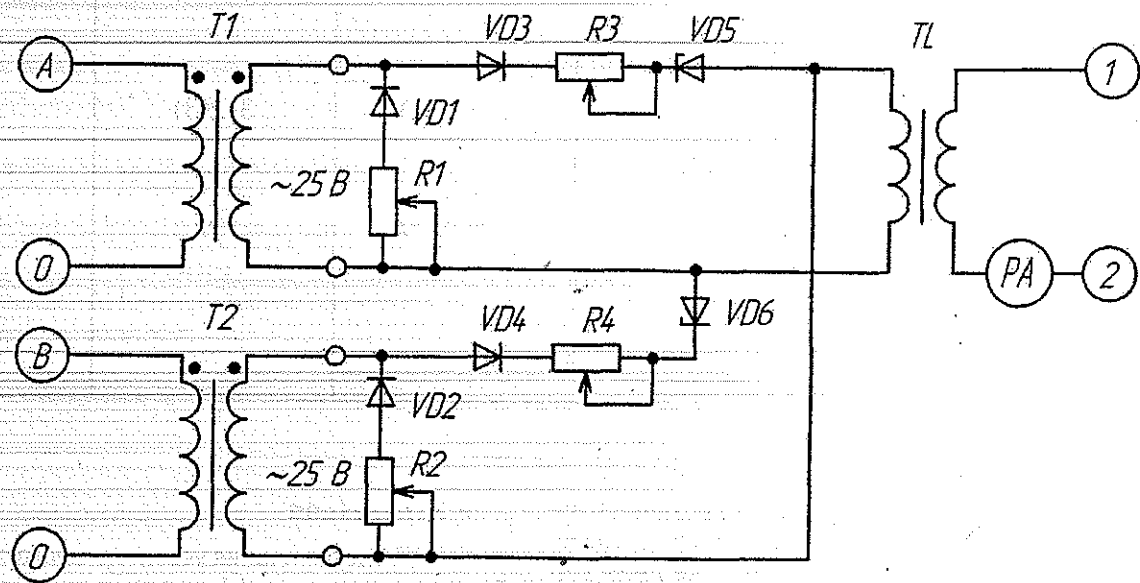 T1
VD3
R3
VD5
TL
A
1
VD1
R1
~25 В
0
PA
2
T2
VD4
R4
VD6
B
VD2
R2
~25 В
0